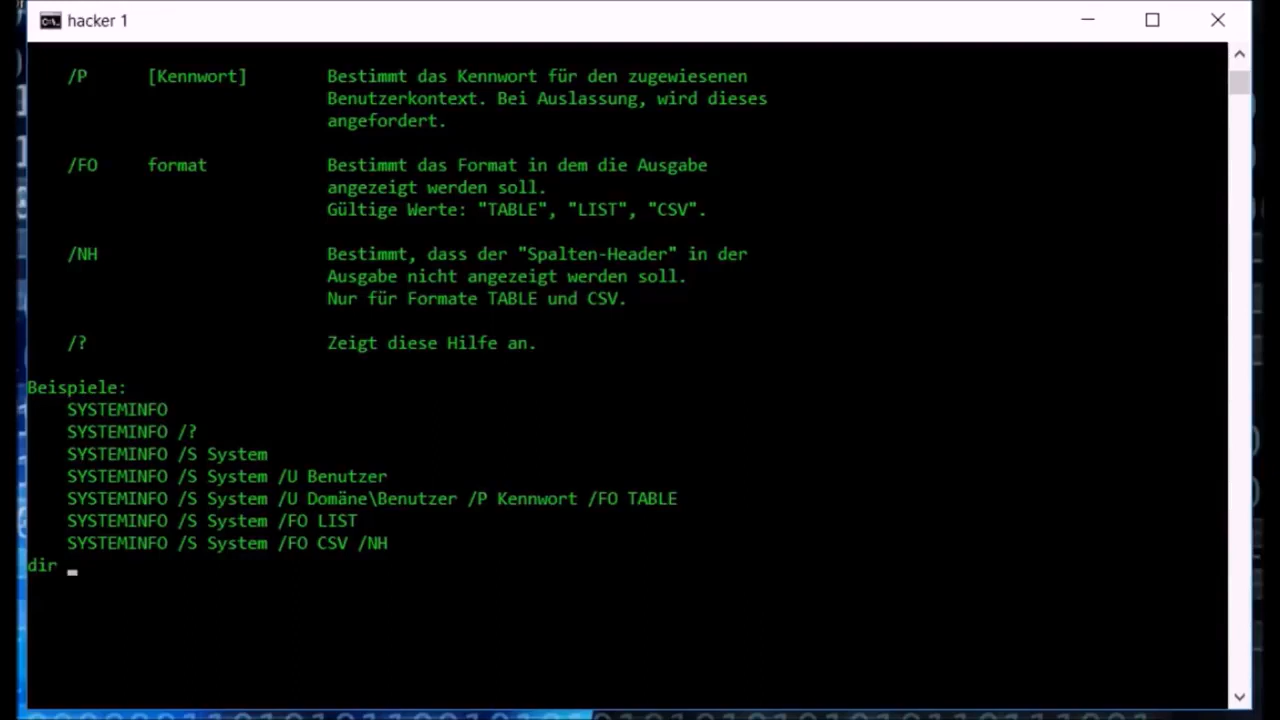 hacker 1
/P [Kennwort] Bestimmt das Kennwort für den zugewiesenen
Benutzerkontext. Bei Auslassung, wird dieses
angefordert.
/FO format Bestimmt das Format in dem die Ausgabe
angezeigt werden soll.
Gültige Werte: "TABLE", "LIST", "CSV".
/NH Bestimmt, dass der "Spalten-Header" in der
Ausgabe nicht angezeigt werden soll.
Nur für Formate TABLE und CSV.
/? Zeigt diese Hilfe an.
Beispiele:
SYSTEMINFO
SYSTEMINFO /?
SYSTEMINFO /S System
SYSTEMINFO /S System /U Benutzer
SYSTEMINFO /S System /U Domäne\Benutzer /P Kennwort /FO TABLE
SYSTEMINFO /S System /FO LIST
SYSTEMINFO /S System /FO CSV /NH
dir